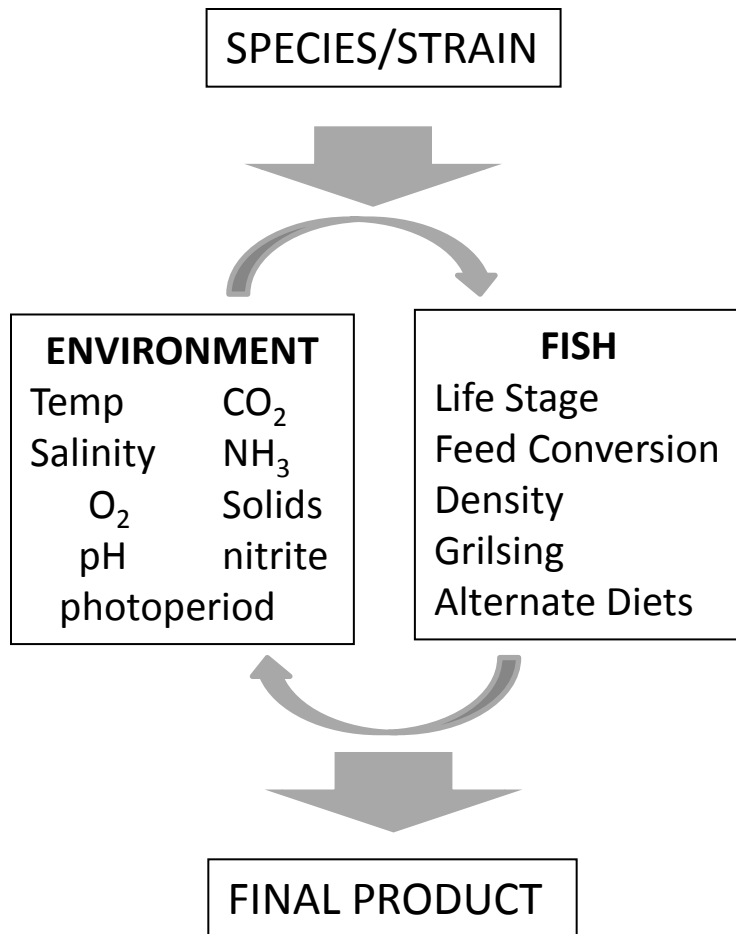 SPECIES/STRAIN
ENVIRONMENT
Temp CO₂
Salinity NH₃
O₂ Solids
pH nitrite
photoperiod
FISH
Life Stage
Feed Conversion
Density
Grilsing
Alternate Diets
FINAL PRODUCT